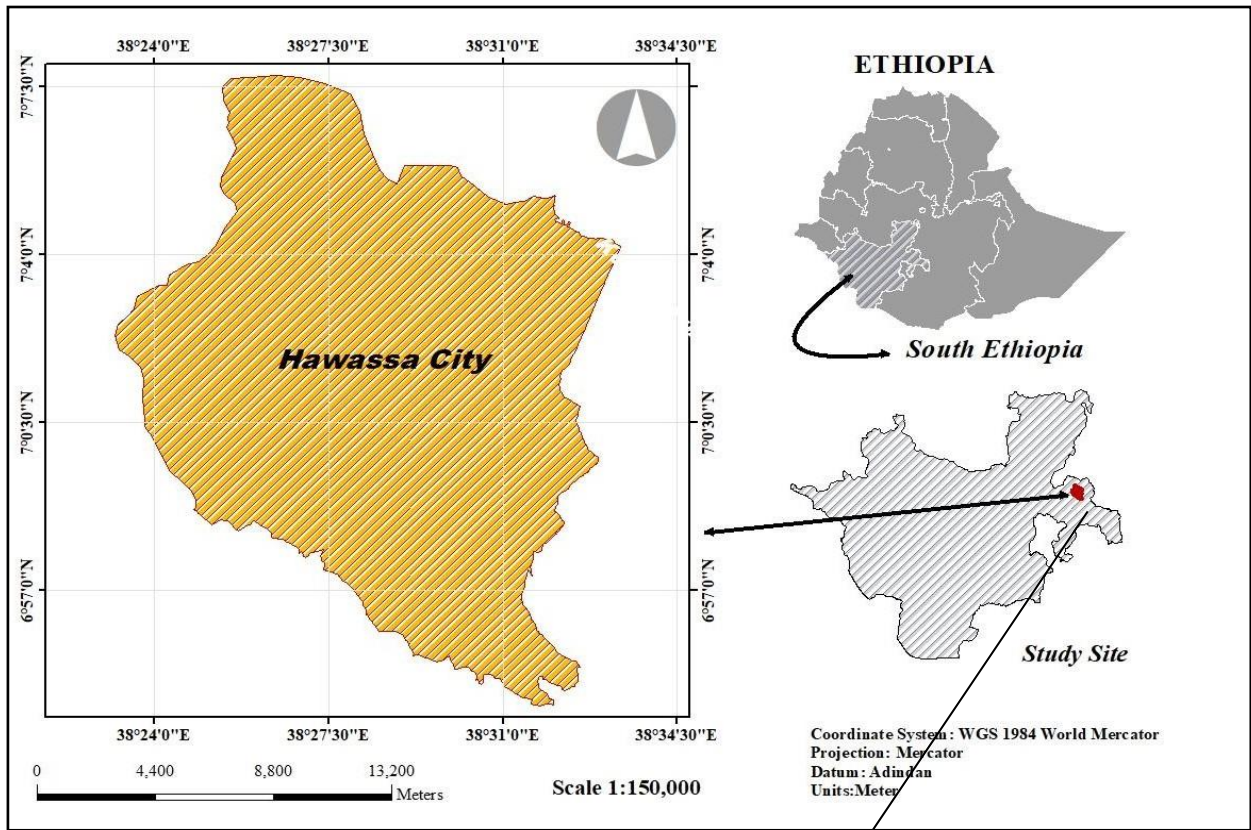 38°24'0"E 38°27'30"E 38°31'0"E 38°34'30"E
7°7'30"N
7°4'0"N
7°0'30"N
6°57'0"N
Hawassa City
7°7'30"N
7°4'0"N
7°0'30"N
6°57'0"N
38°24'0"E 38°27'30"E 38°31'0"E 38°34'30"E
0 4,400 8,800 13,200
Meters
Scale 1:150,000
ETHIOPIA
South Ethiopia
Study Site
Coordinate System: WGS 1984 World Mercator
Projection: Mercator
Datum: Adindan
Units:Meter